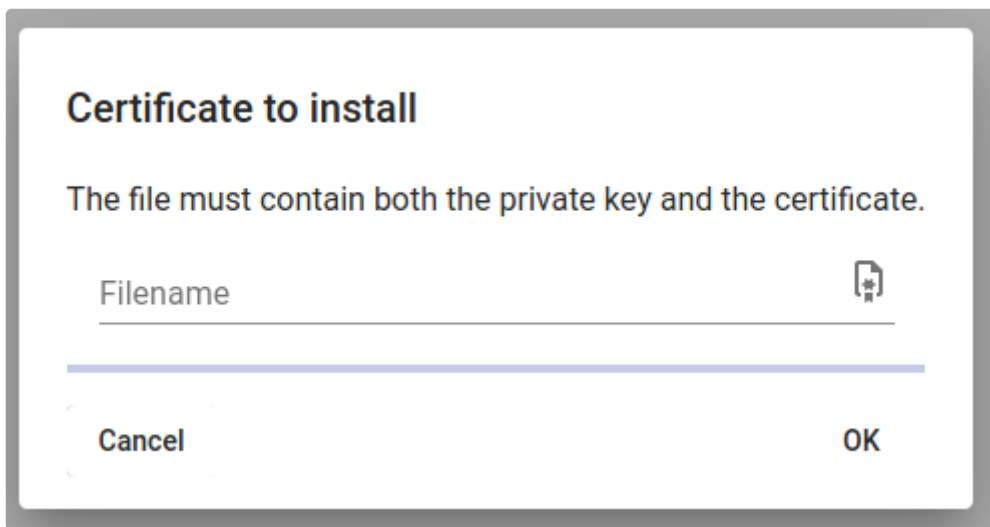 Certificate to install
The file must contain both the private key and the certificate.
Filename
Cancel OK